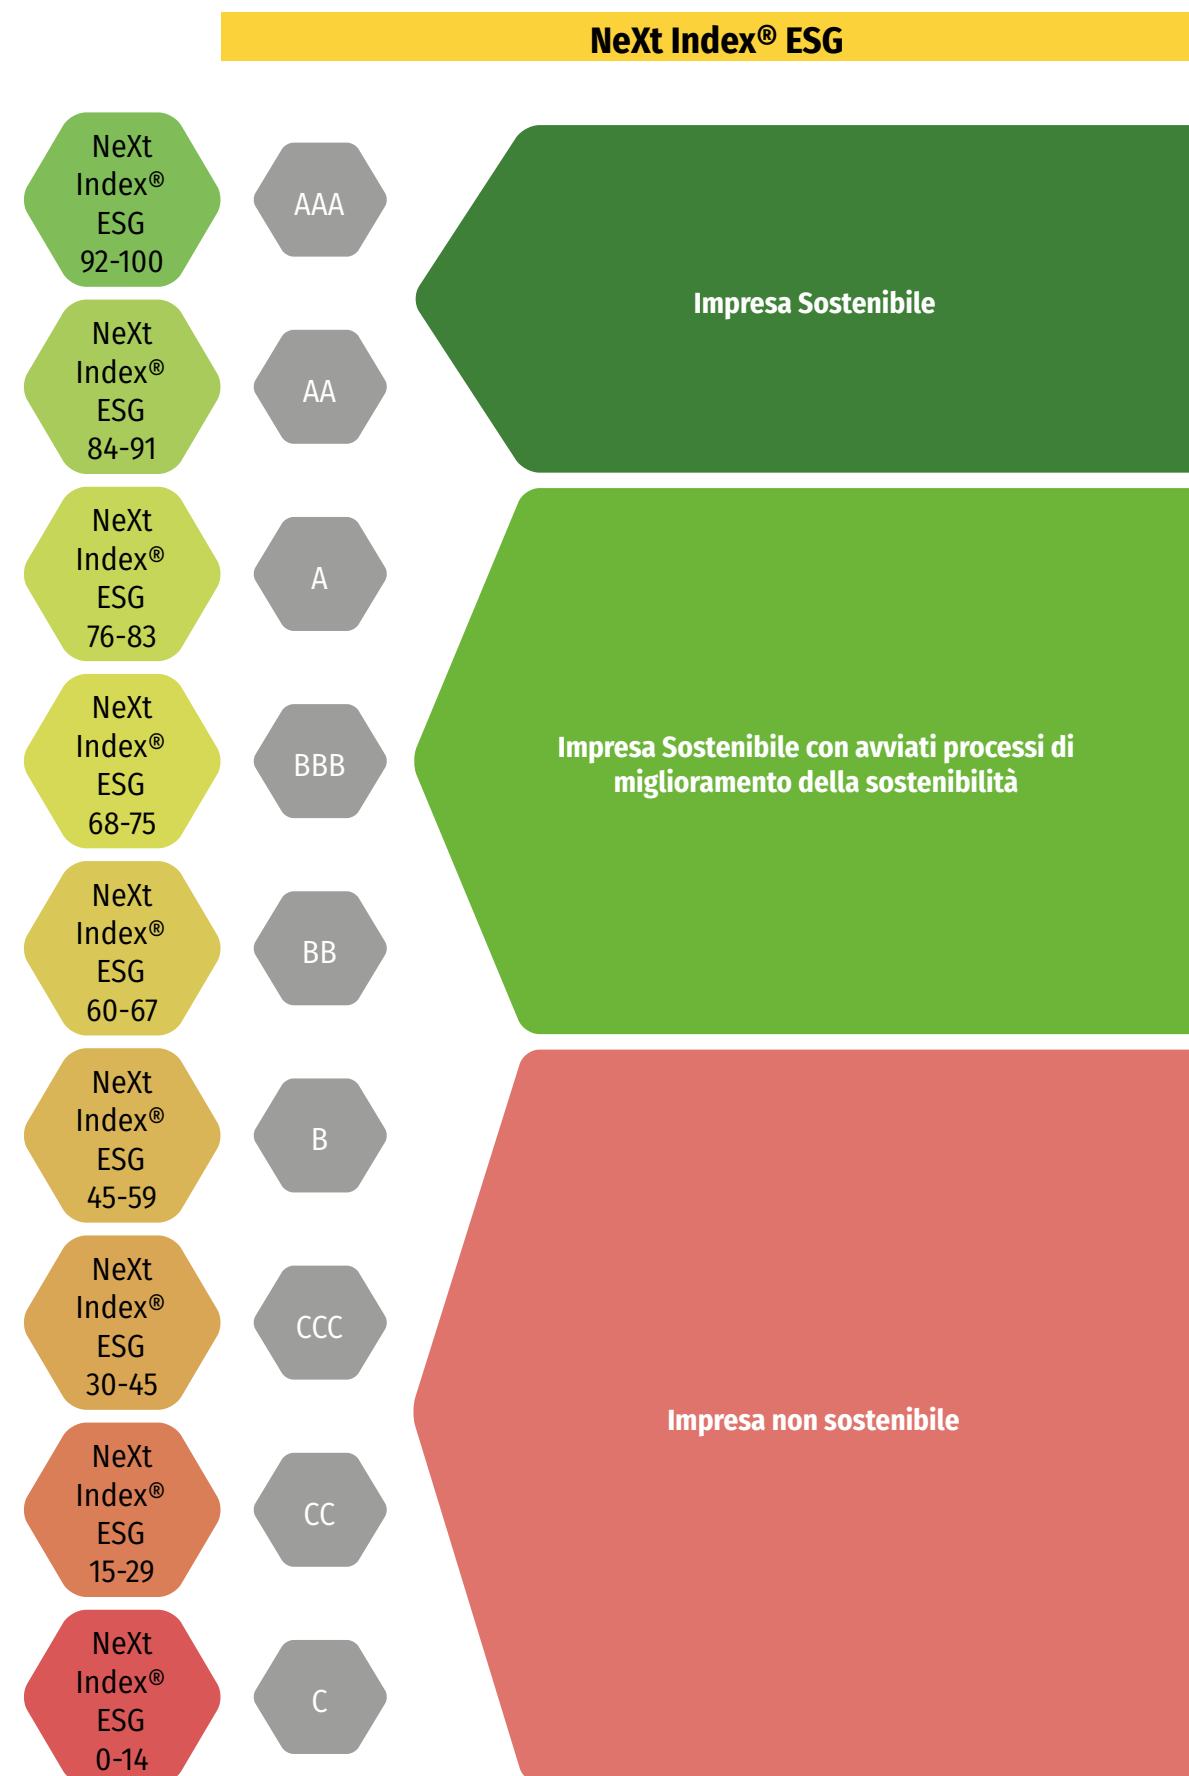 NeXt Index® ESG
NeXt
Index®
ESG
92-100
AAA
NeXt
Index®
ESG
84-91
AA
Impresa Sostenibile
NeXt
Index®
ESG
76-83
A
NeXt
Index®
ESG
68-75
BBB
NeXt
Index®
ESG
60-67
BB
Impresa Sostenibile con avviati processi di
miglioramento della sostenibilità
NeXt
Index®
ESG
45-59
B
NeXt
Index®
ESG
30-45
CCC
NeXt
Index®
ESG
15-29
CC
NeXt
Index®
ESG
0-14
C
Impresa non sostenibile